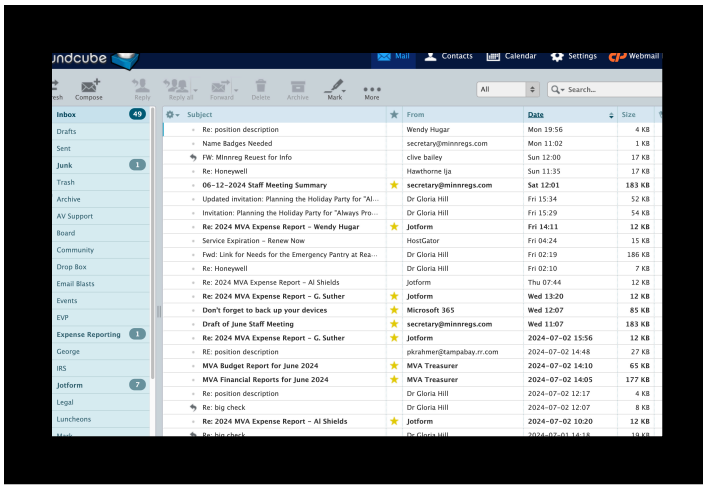 undcube Mail Contacts Calendar Settings Webmail
esh Compose Reply Reply all Forward Delete Archive Mark More All Search...
Inbox 49 Subject From Date Size
Drafts Re: position description Wendy Hugar Mon 19:56 4 KB
Sent Name Badges Needed secretary@minnregs.com Mon 11:02 1 KB
FW: Minnreg Reuest for Info clive bailey Sun 12:00 17 KB
Junk 1 Re: Honeywell Hawthorne Ija Sun 11:35 17 KB
Trash 06-12-2024 Staff Meeting Summary secretary@minnregs.com Sat 12:01 183 KB
Archive Updated invitation: Planning the Holiday Party for "Al... Dr Gloria Hill Fri 15:34 52 KB
AV Support Invitation: Planning the Holiday Party for "Always Pro... Dr Gloria Hill Fri 15:29 54 KB
Board Re: 2024 MVA Expense Report - Wendy Hugar Jotform Fri 14:11 12 KB
Service Expiration - Renew Now HostGator Fri 04:24 15 KB
Community Fwd: Link for Needs for the Emergency Pantry at Rea... Dr Gloria Hill Fri 02:19 186 KB
Drop Box Re: Honeywell Dr Gloria Hill Fri 02:10 7 KB
Email Blasts Re: 2024 MVA Expense Report - Al Shields Jotform Thu 07:44 12 KB
Events Re: 2024 MVA Expense Report - G. Suther Jotform Wed 13:20 12 KB
EVP Don't forget to back up your devices Microsoft 365 Wed 12:07 85 KB
Draft of June Staff Meeting secretary@minnregs.com Wed 11:07 183 KB
Expense Reporting 1 Re: 2024 MVA Expense Report - G. Suther Jotform 2024-07-02 15:56 12 KB
George RE: position description pkrahmer@tampabay.rr.com 2024-07-02 14:48 27 KB
IRS MVA Budget Report for June 2024 MVA Treasurer 2024-07-02 14:10 65 KB
Jotform 7 MVA Financial Reports for June 2024 MVA Treasurer 2024-07-02 14:05 177 KB
Legal Re: position description Dr Gloria Hill 2024-07-02 12:17 4 KB
Re: big check Dr Gloria Hill 2024-07-02 12:07 8 KB
Luncheons Re: 2024 MVA Expense Report - Al Shields Jotform 2024-07-02 10:20 12 KB
Mark Re: big check Dr Gloria Hill 2024-07-01 14:18 19 KB